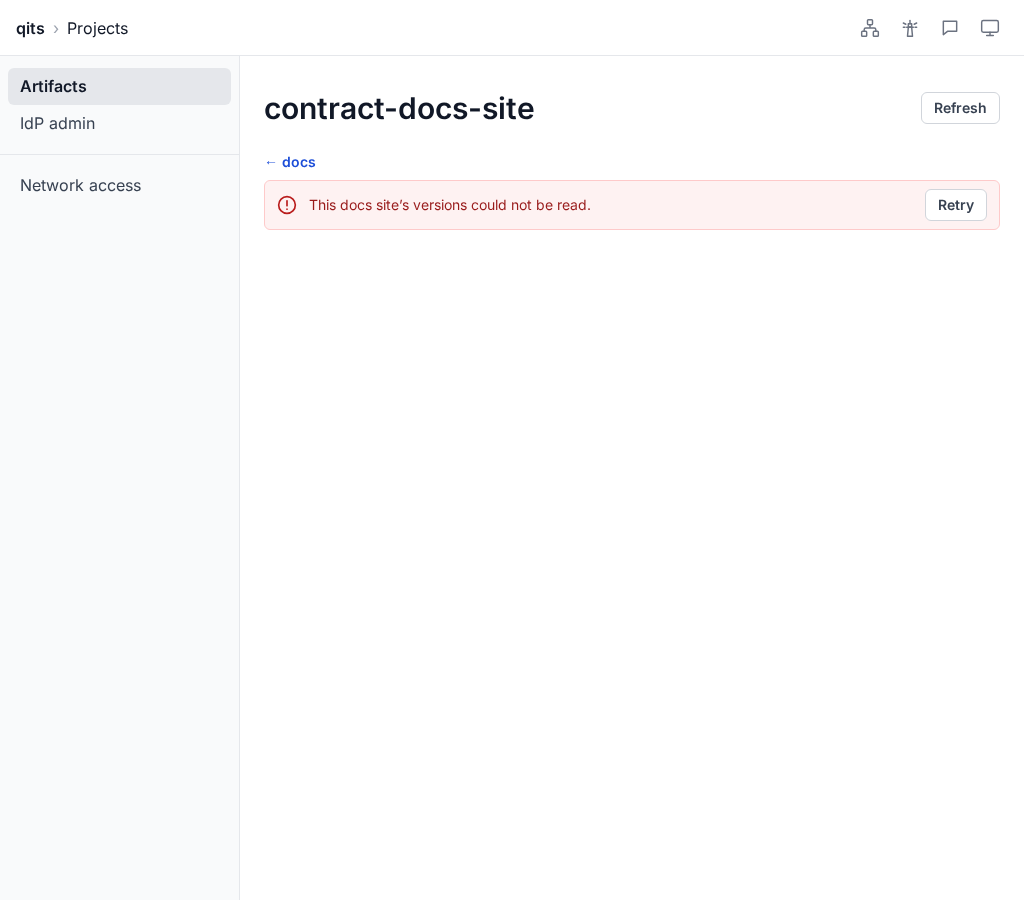 qits › Projects
Artifacts
IdP admin
Network access
contract-docs-site
Refresh
← docs
This docs site’s versions could not be read.
Retry